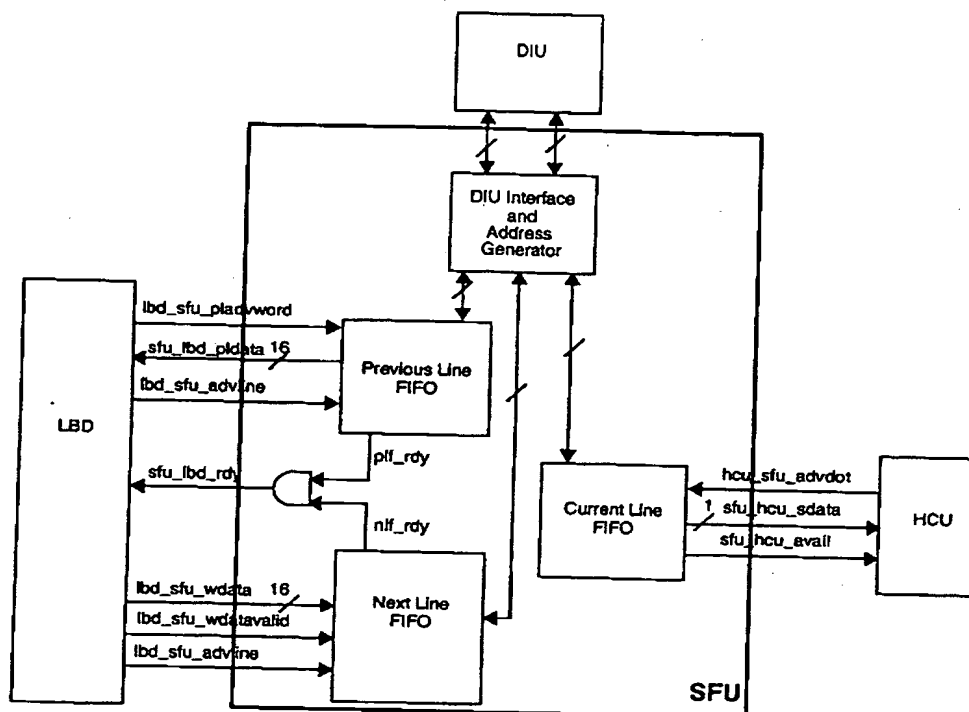 DIU
DIU Interface
and
Address
Generator
lbd_sfu_pladvword
sfu_lbd_pldata 16
lbd_sfu_advline
Previous Line
FIFO
LBD
plf_rdy
sfu_lbd_rdy
nlf_rdy
hcu_sfu_advdot
1 sfu_hcu_sdata
sfu_hcu_avail
Current Line
FIFO
HCU
lbd_sfu_wdata 16
lbd_sfu_wdatavalid
lbd_sfu_advline
Next Line
FIFO
SFU